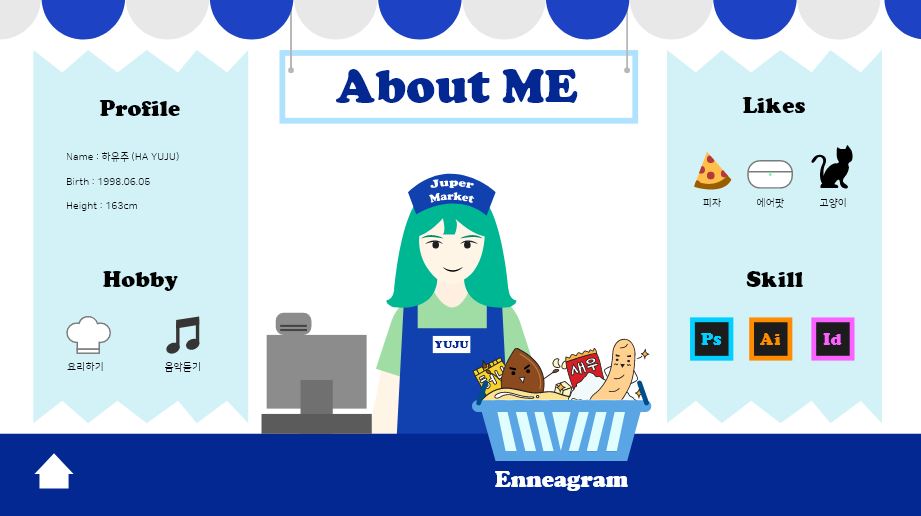 About ME
Profile
Name : 하유주 (HA YUJU)
Birth : 1998.06.05
Height : 163cm
Hobby
요리하기
음악듣기
Juper
Market
YUJU
새우
Enneagram
Likes
피자
에어팟
고양이
Skill
Ps
Ai
Id